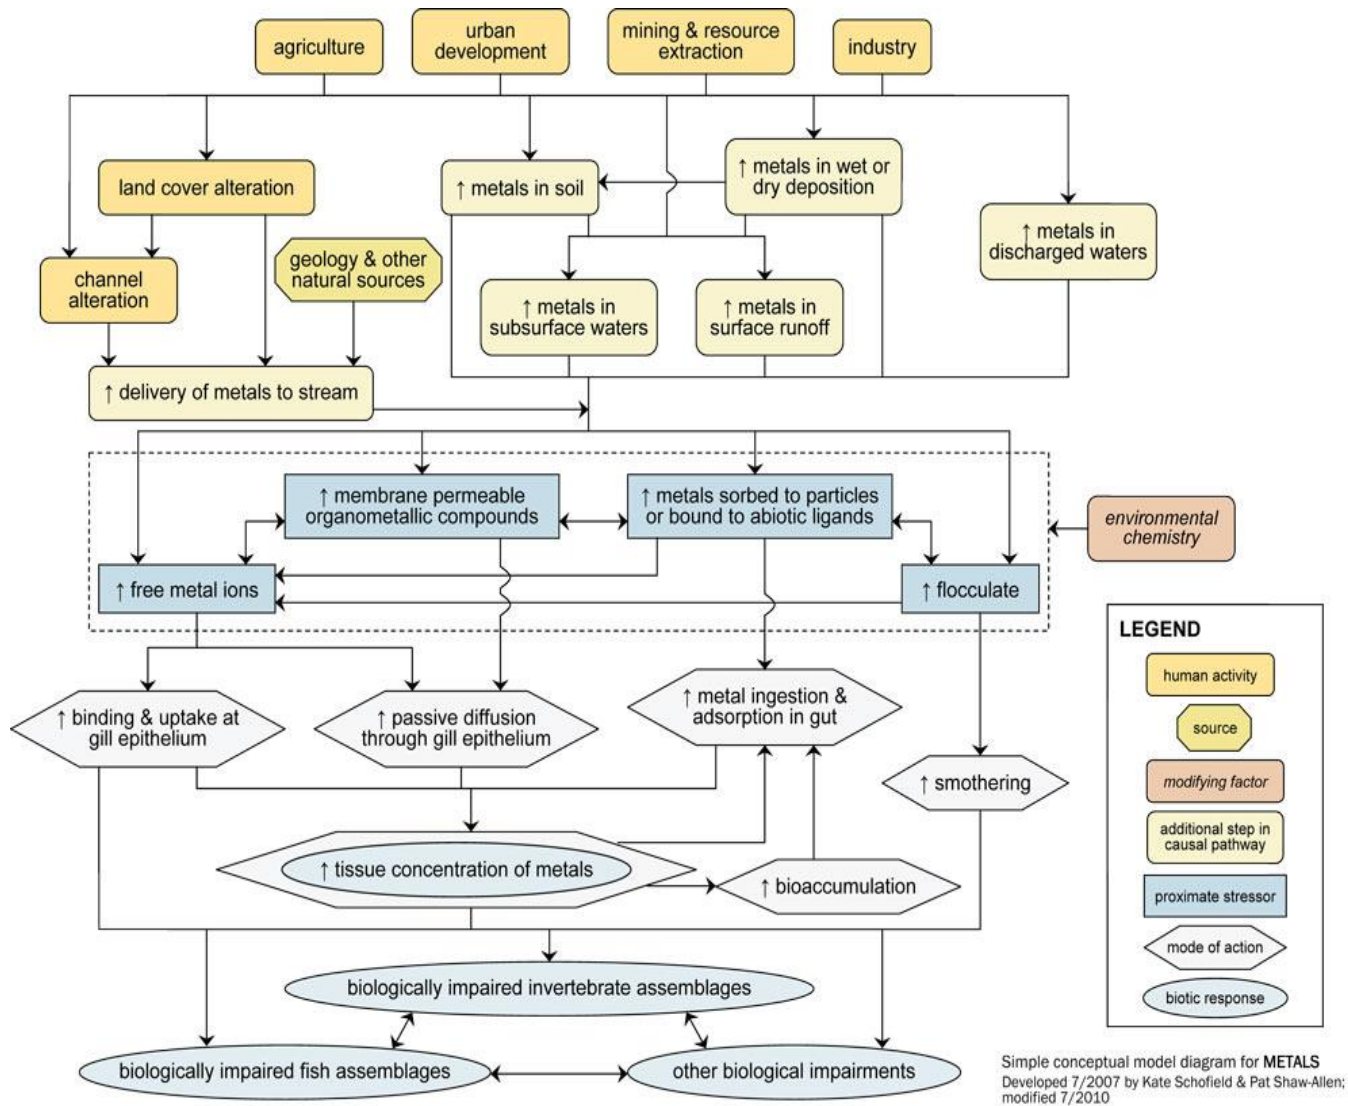 agriculture
urban
development
mining & resource
extraction
industry
land cover alteration
↑ metals in soil
↑ metals in wet or
dry deposition
↑ metals in
discharged waters
geology & other
natural sources
channel
alteration
↑ metals in
subsurface waters
↑ metals in
surface runoff
↑ delivery of metals to stream
↑ membrane permeable
organometallic compounds
↑ metals sorbed to particles
or bound to abiotic ligands
environmental
chemistry
↑ free metal ions
↑ flocculate
↑ binding & uptake at
gill epithelium
↑ passive diffusion
through gill epithelium
↑ metal ingestion &
adsorption in gut
↑ smothering
↑ tissue concentration of metals
↑ bioaccumulation
biologically impaired invertebrate assemblages
biologically impaired fish assemblages
other biological impairments
LEGEND
human activity
source
modifying factor
additional step in
causal pathway
proximate stressor
mode of action
biotic response
Simple conceptual model diagram for METALS
Developed 7/2007 by Kate Schofield & Pat Shaw-Allen;
modified 7/2010